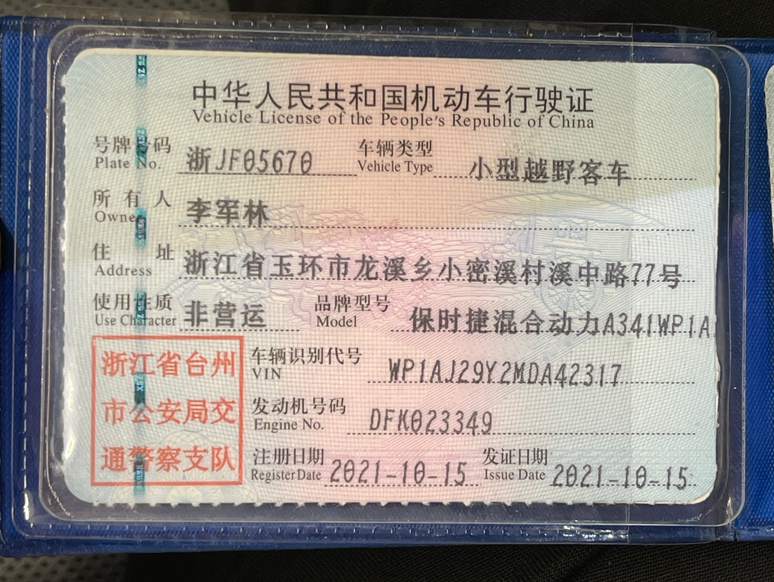 中华人民共和国机动车行驶证
Vehicle License of the People's Republic of China
号牌号码 浙JF05670 车辆类型 小型越野客车
Plate No. Vehicle Type
所有人 李军林
Owner
住址 浙江省玉环市龙溪乡小密溪村溪中路77号
Address
使用性质 非营运 品牌型号 保时捷混合动力A341WP1A
Use Character Model
浙江省台州
市公安局交
通警察支队
车辆识别代号 WP1AJ29Y2MDA42317
VIN
发动机号码 DFK023349
Engine No.
注册日期 2021-10-15 发证日期 2021-10-15
Register Date Issue Date